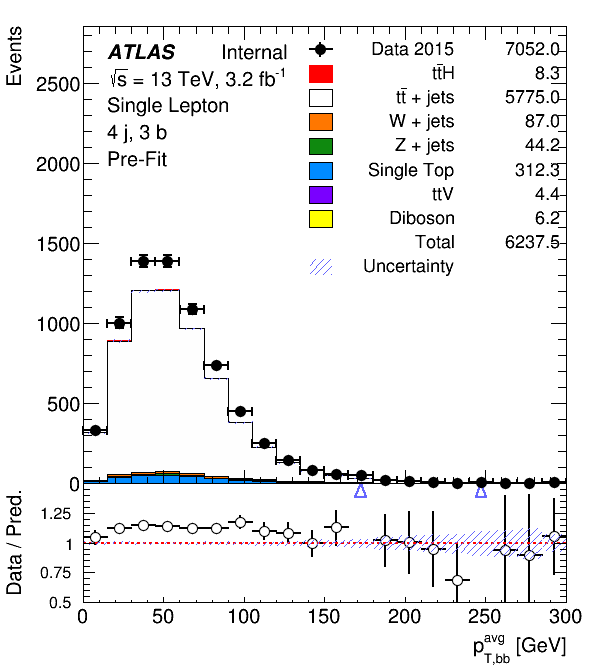 Events
ATLAS Internal
√s = 13 TeV, 3.2 fb⁻¹
Single Lepton
4 j, 3 b
Pre-Fit
Data 2015 7052.0
tt̄H 8.3
tt̄ + jets 5775.0
W + jets 87.0
Z + jets 44.2
Single Top 312.3
ttV 4.4
Diboson 6.2
Total 6237.5
Uncertainty
2500
2000
1500
1000
500
0
Data / Pred.
1.25
1
0.75
0.5
0 50 100 150 200 250 300
p_{T,bb}^{avg} [GeV]